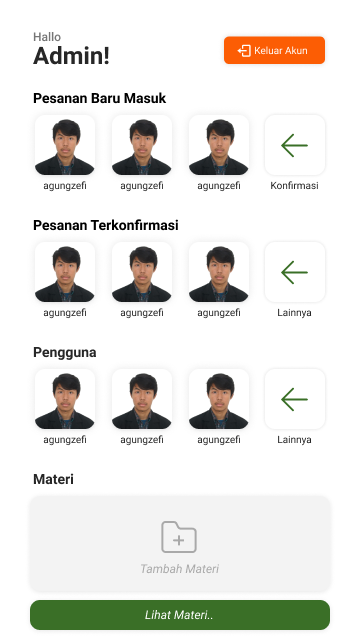 Hallo
Admin!
Keluar Akun
Pesanan Baru Masuk
agungzefi agungzefi agungzefi Konfirmasi
Pesanan Terkonfirmasi
agungzefi agungzefi agungzefi Lainnya
Pengguna
agungzefi agungzefi agungzefi Lainnya
Materi
Tambah Materi
Lihat Materi..